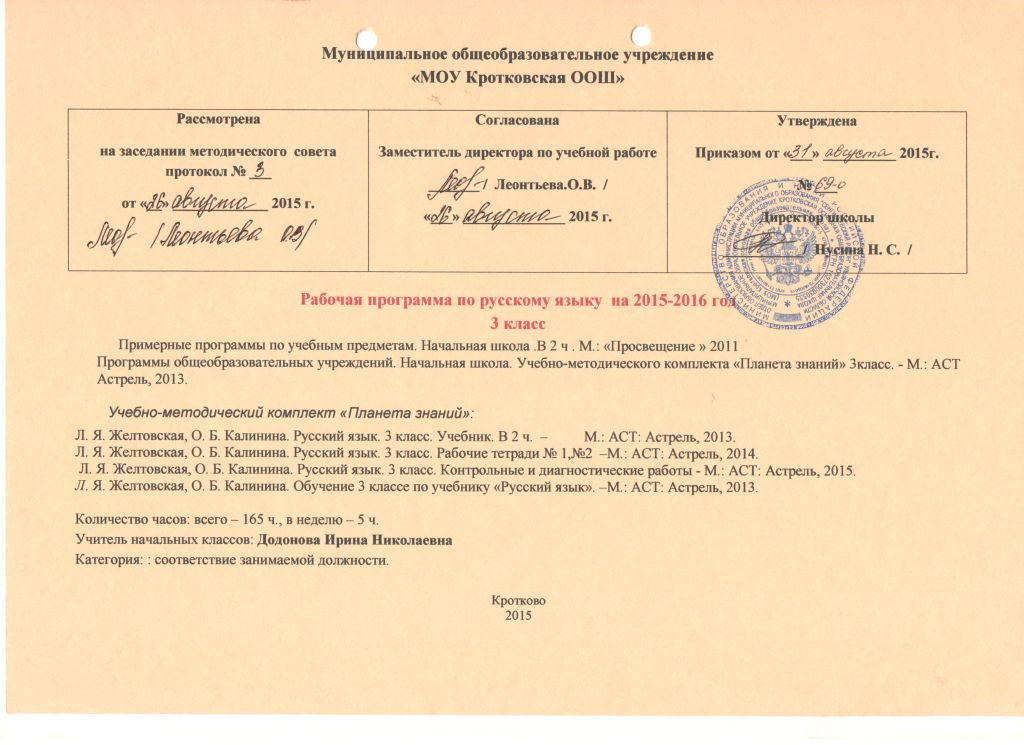 Муниципальное общеобразовательное учреждение
«МОУ Кротковская ООШ»
Рассмотрена
на заседании методического совета
протокол № 3
от «26» августа 2015 г.
Леонтьева О.В/
Согласована
Заместитель директора по учебной работе
/ Леонтьева.О.В. /
«26» августа 2015 г.
Утверждена
Приказом от «31» августа 2015г.
№ 69-о
Директор школы
/ Нусина Н. С. /
Рабочая программа по русскому языку на 2015-2016 год
3 класс
Примерные программы по учебным предметам. Начальная школа .В 2 ч . М.: «Просвещение » 2011
Программы общеобразовательных учреждений. Начальная школа. Учебно-методического комплекта «Планета знаний» 3класс. - М.: АСТ
Астрель, 2013.
Учебно-методический комплект «Планета знаний»:
Л. Я. Желтовская, О. Б. Калинина. Русский язык. 3 класс. Учебник. В 2 ч. – М.: АСТ: Астрель, 2013.
Л. Я. Желтовская, О. Б. Калинина. Русский язык. 3 класс. Рабочие тетради № 1,№2 –М.: АСТ: Астрель, 2014.
Л. Я. Желтовская, О. Б. Калинина. Русский язык. 3 класс. Контрольные и диагностические работы - М.: АСТ: Астрель, 2015.
Л. Я. Желтовская, О. Б. Калинина. Обучение 3 классе по учебнику «Русский язык». –М.: АСТ: Астрель, 2013.
Количество часов: всего – 165 ч., в неделю – 5 ч.
Учитель начальных классов: Додонова Ирина Николаевна
Категория: : соответствие занимаемой должности.
Кротково
2015